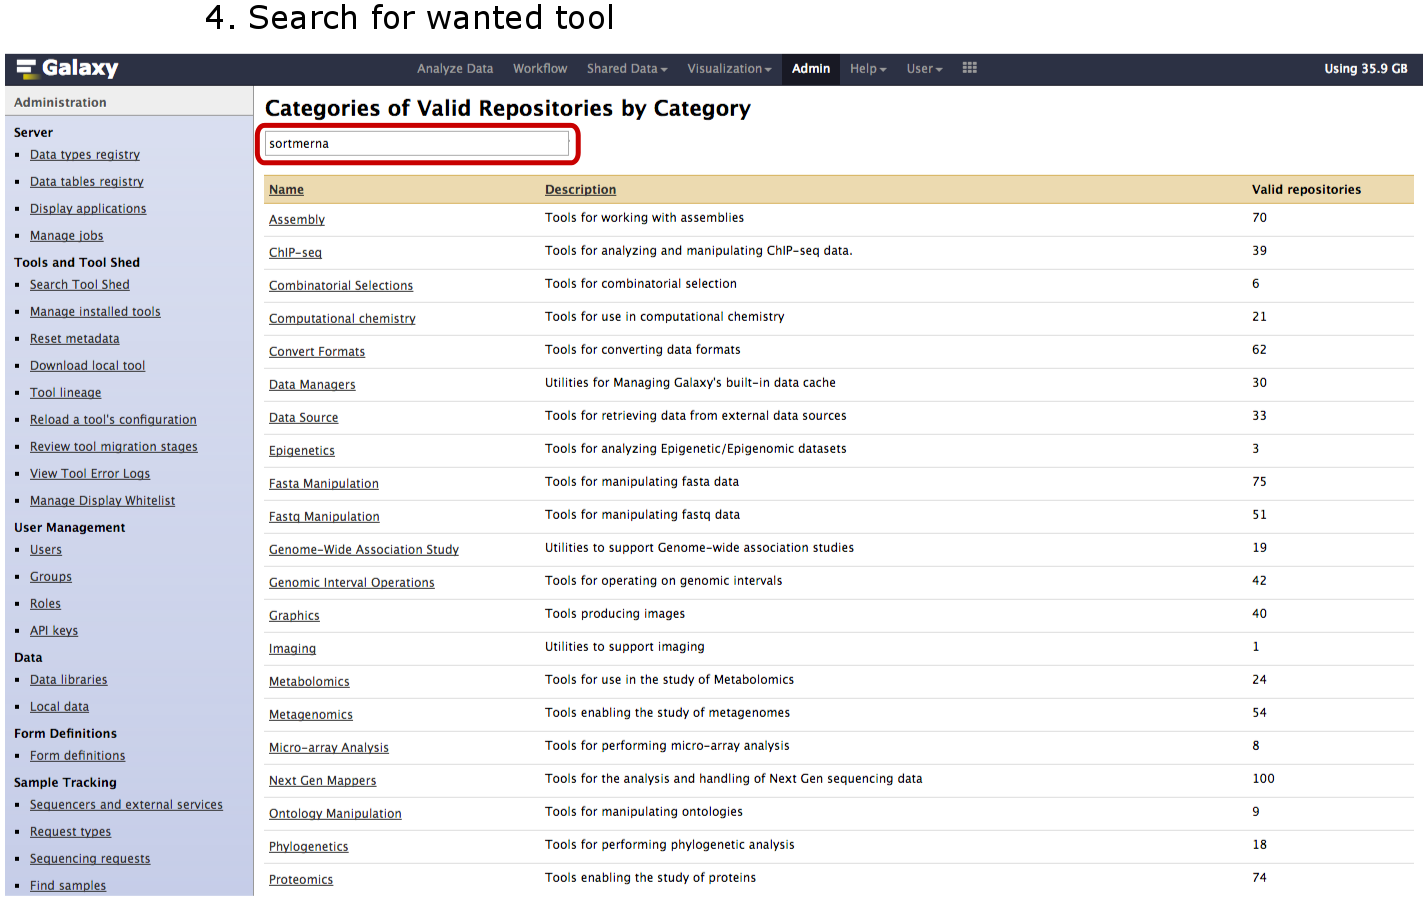 4. Search for wanted tool
Galaxy Analyze Data Workflow Shared Data Visualization Admin Help User Using 35.9 GB
Administration
Server
Data types registry
Data tables registry
Display applications
Manage jobs
Tools and Tool Shed
Search Tool Shed
Manage installed tools
Reset metadata
Download local tool
Tool lineage
Reload a tool's configuration
Review tool migration stages
View Tool Error Logs
Manage Display Whitelist
User Management
Users
Groups
Roles
API keys
Data
Data libraries
Local data
Form Definitions
Form definitions
Sample Tracking
Sequencers and external services
Request types
Sequencing requests
Find samples
Categories of Valid Repositories by Category
sortmerna
Name Description Valid repositories
Assembly Tools for working with assemblies 70
ChIP-seq Tools for analyzing and manipulating ChIP-seq data. 39
Combinatorial Selections Tools for combinatorial selection 6
Computational chemistry Tools for use in computational chemistry 21
Convert Formats Tools for converting data formats 62
Data Managers Utilities for Managing Galaxy's built-in data cache 30
Data Source Tools for retrieving data from external data sources 33
Epigenetics Tools for analyzing Epigenetic/Epigenomic datasets 3
Fasta Manipulation Tools for manipulating fasta data 75
Fastq Manipulation Tools for manipulating fastq data 51
Genome-Wide Association Study Utilities to support Genome-wide association studies 19
Genomic Interval Operations Tools for operating on genomic intervals 42
Graphics Tools producing images 40
Imaging Utilities to support imaging 1
Metabolomics Tools for use in the study of Metabolomics 24
Metagenomics Tools enabling the study of metagenomes 54
Micro-array Analysis Tools for performing micro-array analysis 8
Next Gen Mappers Tools for the analysis and handling of Next Gen sequencing data 100
Ontology Manipulation Tools for manipulating ontologies 9
Phylogenetics Tools for performing phylogenetic analysis 18
Proteomics Tools enabling the study of proteins 74